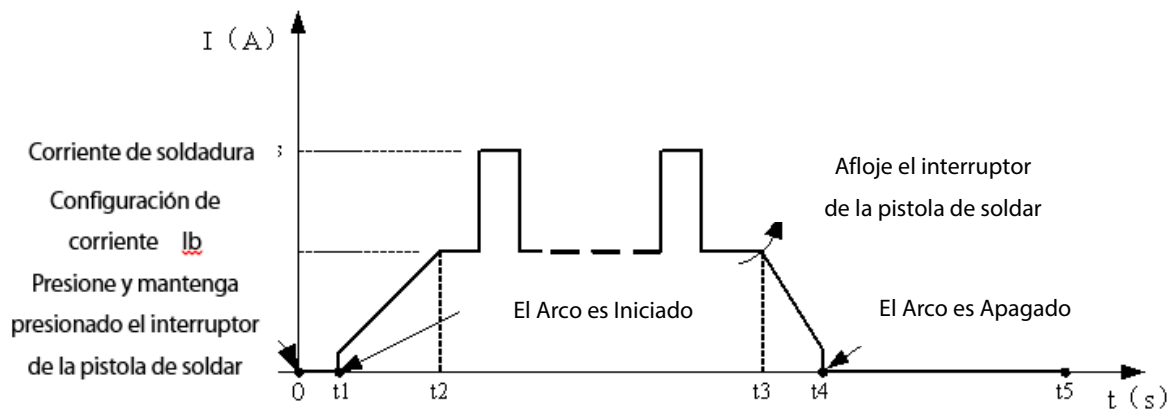 I (A)
Corriente de soldadura
Configuración de
corriente Ib
Presione y mantenga
presionado el interruptor
de la pistola de soldar
Afloje el interruptor
de la pistola de soldar
El Arco es Iniciado
El Arco es Apagado
0 t1 t2 t3 t4 t5
t (s)